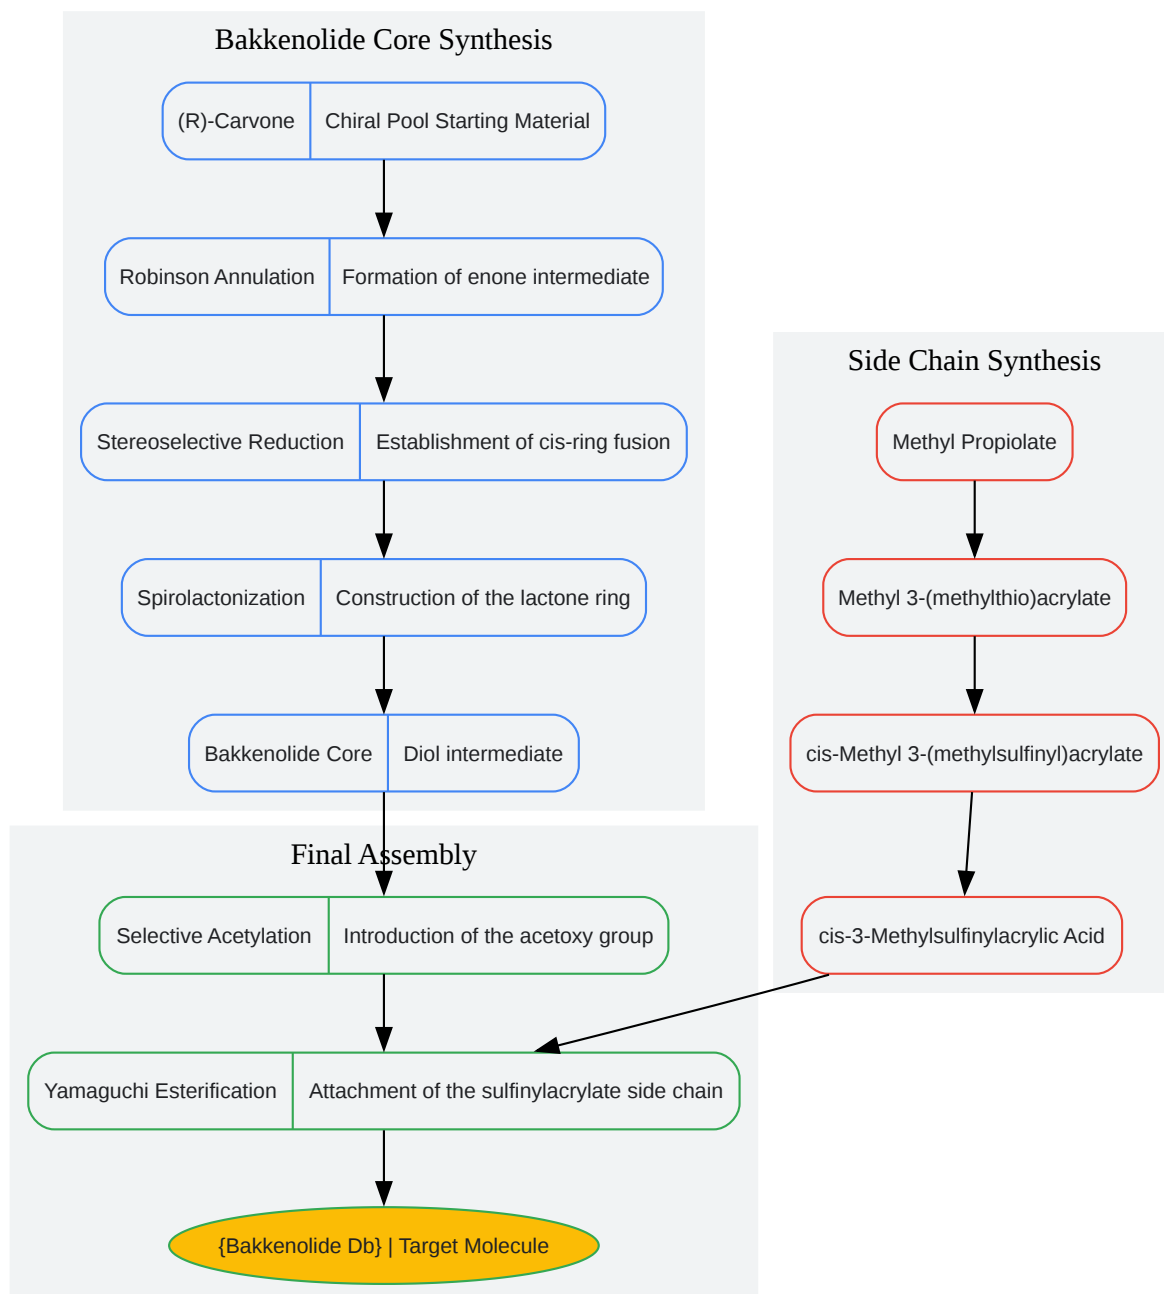 Bakkenolide Core Synthesis
(R)-Carvone
Chiral Pool Starting Material
Robinson Annulation
Formation of enone intermediate
Stereoselective Reduction
Establishment of cis-ring fusion
Spirolactonization
Construction of the lactone ring
Bakkenolide Core
Diol intermediate
Side Chain Synthesis
Methyl Propiolate
Methyl 3-(methylthio)acrylate
cis-Methyl 3-(methylsulfinyl)acrylate
cis-3-Methylsulfinylacrylic Acid
Final Assembly
Selective Acetylation
Introduction of the acetoxy group
Yamaguchi Esterification
Attachment of the sulfinylacrylate side chain
{Bakkenolide Db} | Target Molecule